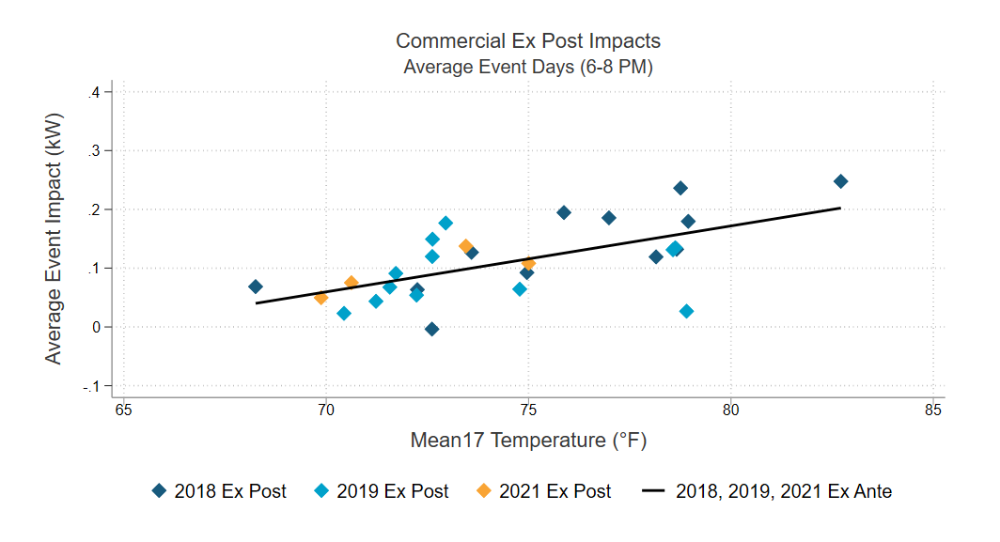 Commercial Ex Post Impacts
Average Event Days (6-8 PM)
Average Event Impact (kW)
.4
.3
.2
.1
0
-.1
65 70 75 80 85
Mean17 Temperature (°F)
2018 Ex Post 2019 Ex Post 2021 Ex Post 2018, 2019, 2021 Ex Ante